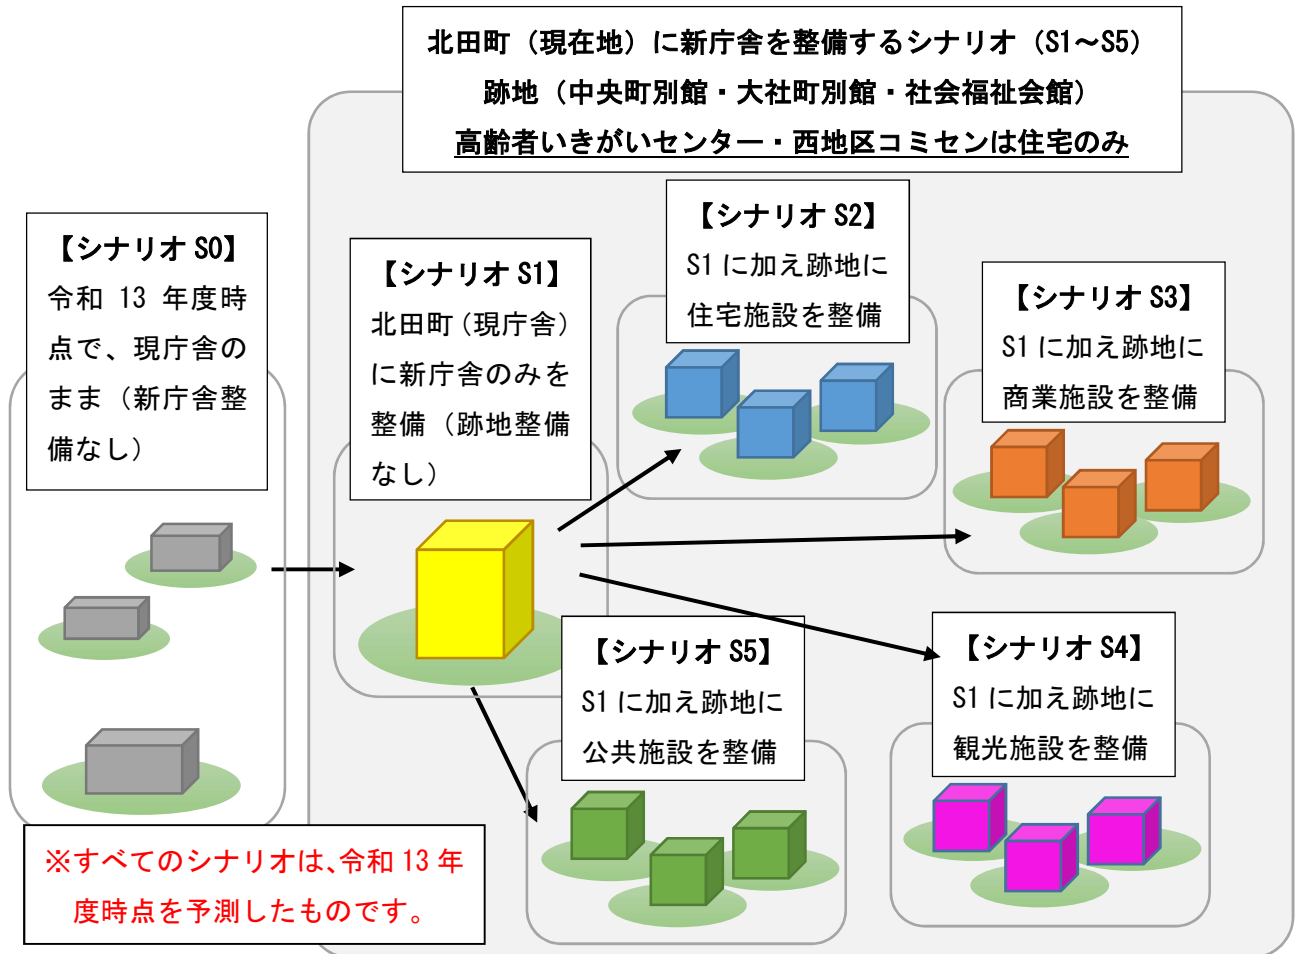 北田町（現在地）に新庁舎を整備するシナリオ（S1～S5）
跡地（中央町別館・大社町別館・社会福祉会館）
高齢者いきがいセンター・西地区コミセンは住宅のみ
【シナリオ S0】
令和 13 年度時
点で、現庁舎の
まま（新庁舎整
備なし）
【シナリオ S1】
北田町（現庁舎）
に新庁舎のみを
整備（跡地整備
なし）
【シナリオ S2】
S1 に加え跡地に
住宅施設を整備
【シナリオ S3】
S1 に加え跡地に
商業施設を整備
【シナリオ S5】
S1 に加え跡地に
公共施設を整備
【シナリオ S4】
S1 に加え跡地に
観光施設を整備
※すべてのシナリオは、令和 13 年
度時点を予測したものです。